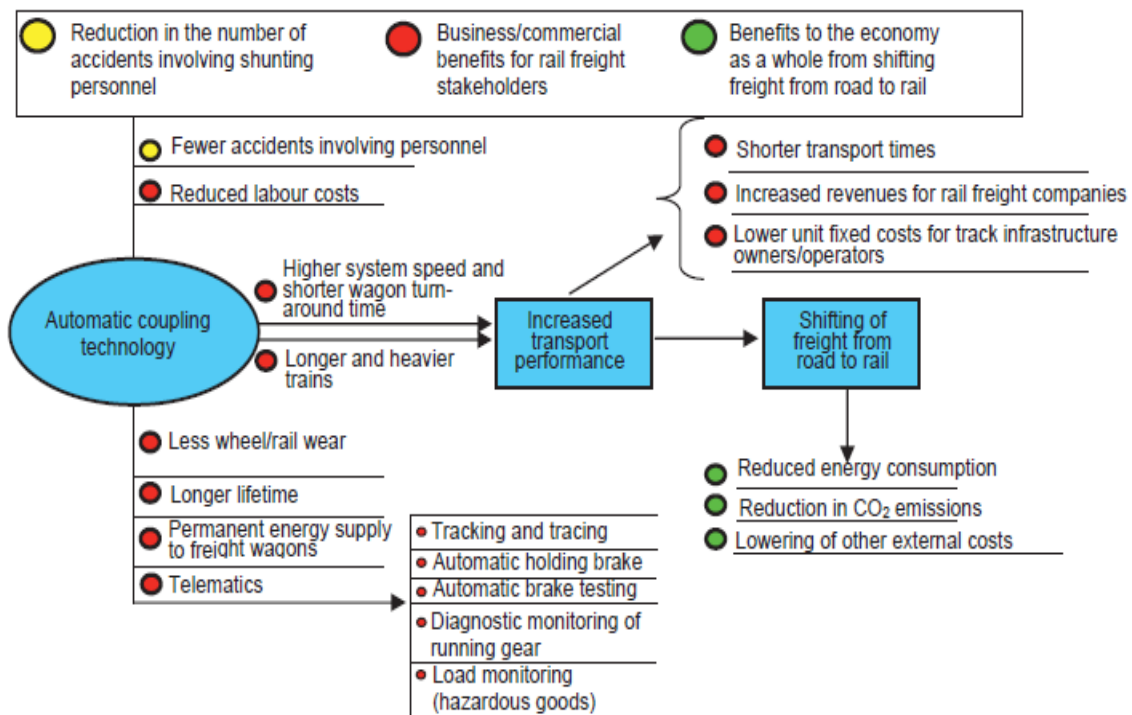 Reduction in the number of
accidents involving shunting
personnel
Business/commercial
benefits for rail freight
stakeholders
Benefits to the economy
as a whole from shifting
freight from road to rail
Fewer accidents involving personnel
Reduced labour costs
Shorter transport times
Increased revenues for rail freight companies
Lower unit fixed costs for track infrastructure
owners/operators
Automatic coupling
technology
Higher system speed and
shorter wagon turn-
around time
Longer and heavier
trains
Increased
transport
performance
Shifting of
freight from
road to rail
Less wheel/rail wear
Longer lifetime
Permanent energy supply
to freight wagons
Telematics
Tracking and tracing
Automatic holding brake
Automatic brake testing
Diagnostic monitoring of
running gear
Load monitoring
(hazardous goods)
Reduced energy consumption
Reduction in CO₂ emissions
Lowering of other external costs